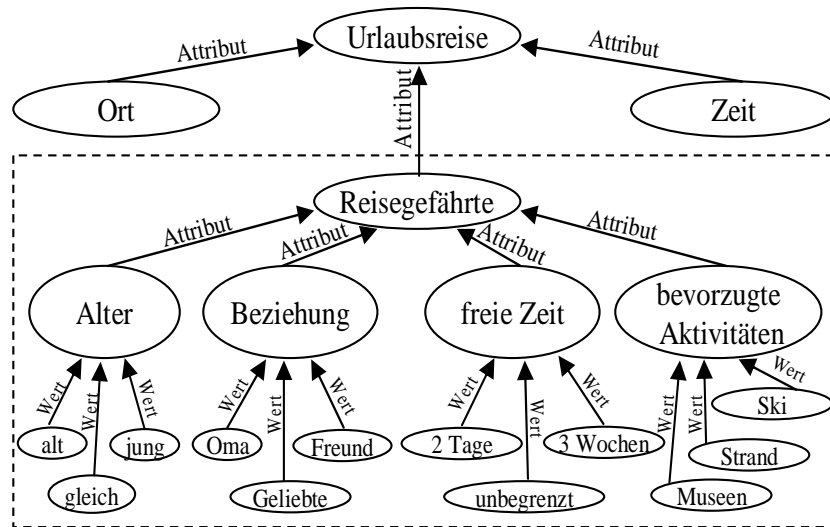 Urlaubsreise
Attribut
Attribut
Ort
Attribut
Zeit
Reisegefährte
Attribut
Attribut
Attribut
Attribut
Alter
Beziehung
freie Zeit
bevorzugte
Aktivitäten
Wert
Wert
Wert
Wert
Wert
Wert
Wert
Wert
Wert
Wert
Wert
Wert
alt
jung
Oma
Freund
2 Tage
3 Wochen
Ski
Strand
gleich
Geliebte
unbegrenzt
Museen